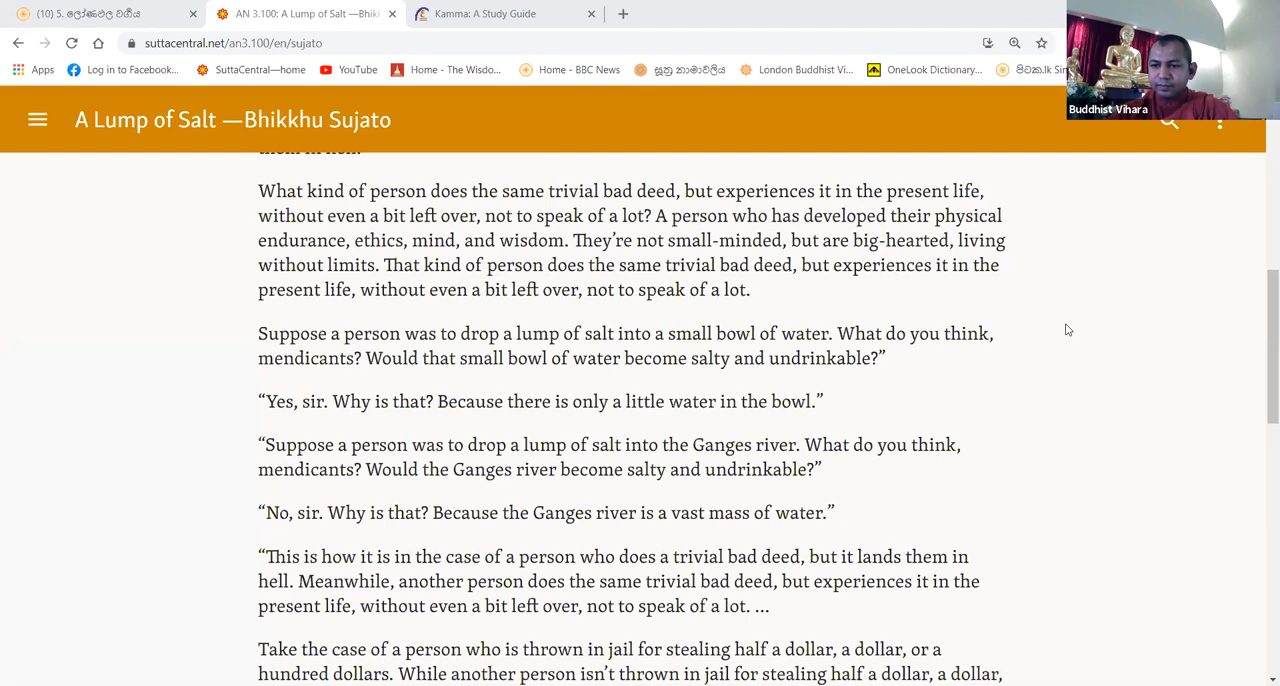 (10) 5. ලෝණඵල වර්ගය
AN 3.100: A Lump of Salt —Bhikk
Kamma: A Study Guide
suttacentral.net/an3.100/en/sujato
Apps
Log in to Facebook...
SuttaCentral—home
YouTube
Home - The Wisdo...
Home - BBC News
සූත්‍ර නාමාවලිය
London Buddhist Vi...
OneLook Dictionary...
පිටක.lk
Buddhist Vihara
A Lump of Salt —Bhikkhu Sujato
them in hell.
What kind of person does the same trivial bad deed, but experiences it in the present life,
without even a bit left over, not to speak of a lot? A person who has developed their physical
endurance, ethics, mind, and wisdom. They’re not small-minded, but are big-hearted, living
without limits. That kind of person does the same trivial bad deed, but experiences it in the
present life, without even a bit left over, not to speak of a lot.
Suppose a person was to drop a lump of salt into a small bowl of water. What do you think,
mendicants? Would that small bowl of water become salty and undrinkable?”
“Yes, sir. Why is that? Because there is only a little water in the bowl.”
“Suppose a person was to drop a lump of salt into the Ganges river. What do you think,
mendicants? Would the Ganges river become salty and undrinkable?”
“No, sir. Why is that? Because the Ganges river is a vast mass of water.”
“This is how it is in the case of a person who does a trivial bad deed, but it lands them in
hell. Meanwhile, another person does the same trivial bad deed, but experiences it in the
present life, without even a bit left over, not to speak of a lot. ...
Take the case of a person who is thrown in jail for stealing half a dollar, a dollar, or a
hundred dollars. While another person isn’t thrown in jail for stealing half a dollar, a dollar,